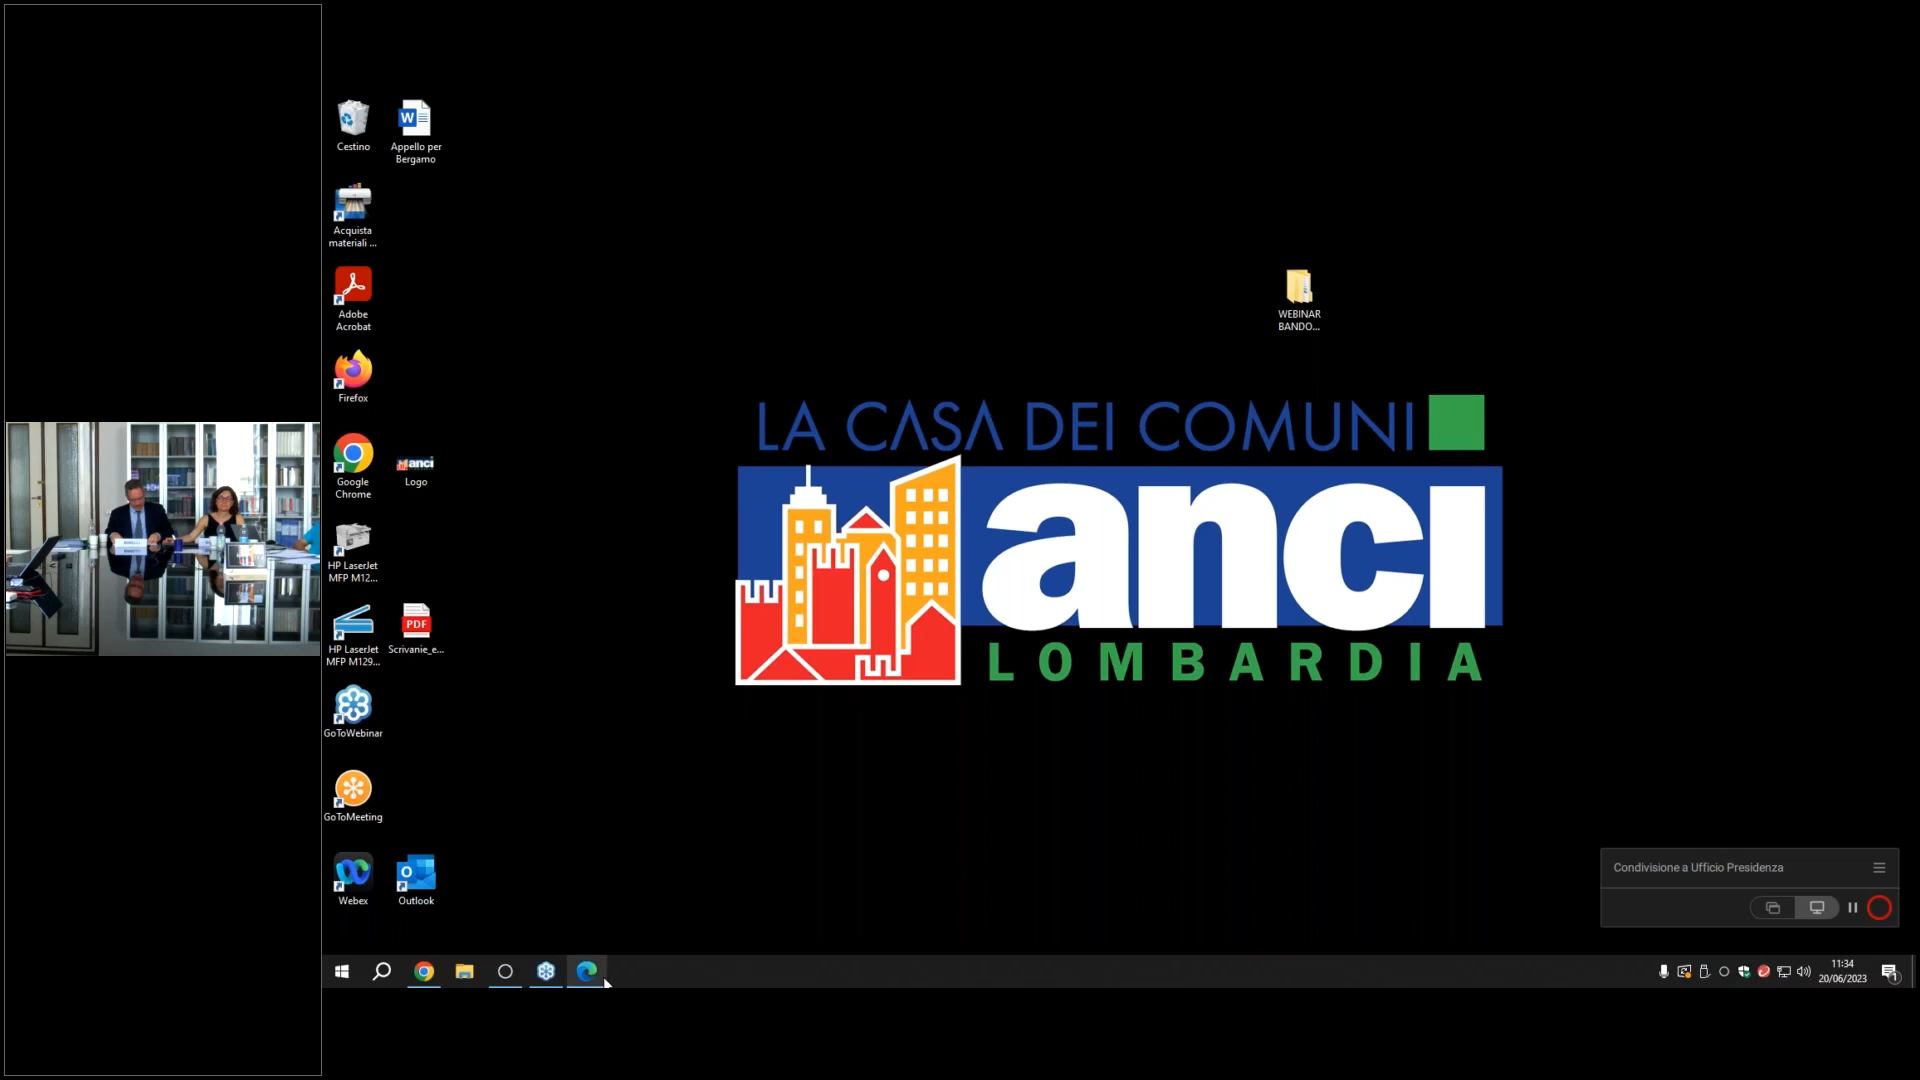 Cestino
Appello per
Bergamo
Acquista
materiali ...
Adobe
Acrobat
Firefox
Google
Chrome
anci
Logo
HP LaserJet
MFP M12...
HP LaserJet
MFP M129...
PDF
Scrivanie_e...
GoToWebinar
GoToMeeting
Webex
Outlook
WEBINAR
BANDO...
LA CASA DEI COMUNI
anci
LOMBARDIA
Condivisione a Ufficio Presidenza
11:34
20/06/2023
1